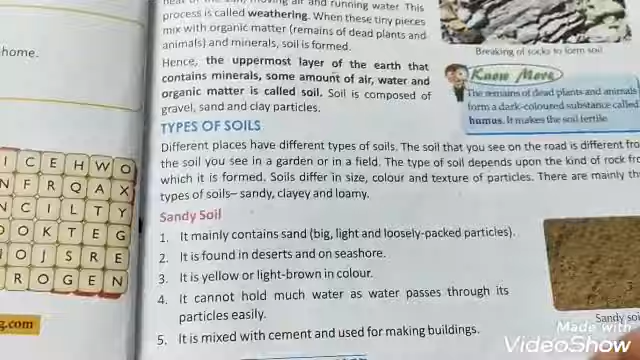 home.
I C E H W O
N F R Q A X
N C I L T Y
O O K T E G
O J S R E
R O G E N
g.com
heat of the sun, moving air and running water. This
process is called weathering. When these tiny pieces
mix with organic matter (remains of dead plants and
animals) and minerals, soil is formed.
Hence, the uppermost layer of the earth that
contains minerals, some amount of air, water and
organic matter is called soil. Soil is composed of
gravel, sand and clay particles.
Breaking of rocks to form soil
Know More
The remains of dead plants and animals
form a dark-coloured substance called
humus. It makes the soil fertile.
TYPES OF SOILS
Different places have different types of soils. The soil that you see on the road is different fro
the soil you see in a garden or in a field. The type of soil depends upon the kind of rock fro
which it is formed. Soils differ in size, colour and texture of particles. There are mainly th
types of soils– sandy, clayey and loamy.
Sandy Soil
1. It mainly contains sand (big, light and loosely-packed particles).
2. It is found in deserts and on seashore.
3. It is yellow or light-brown in colour.
4. It cannot hold much water as water passes through its
particles easily.
5. It is mixed with cement and used for making buildings.
Sandy soi
Made with
VideoShow